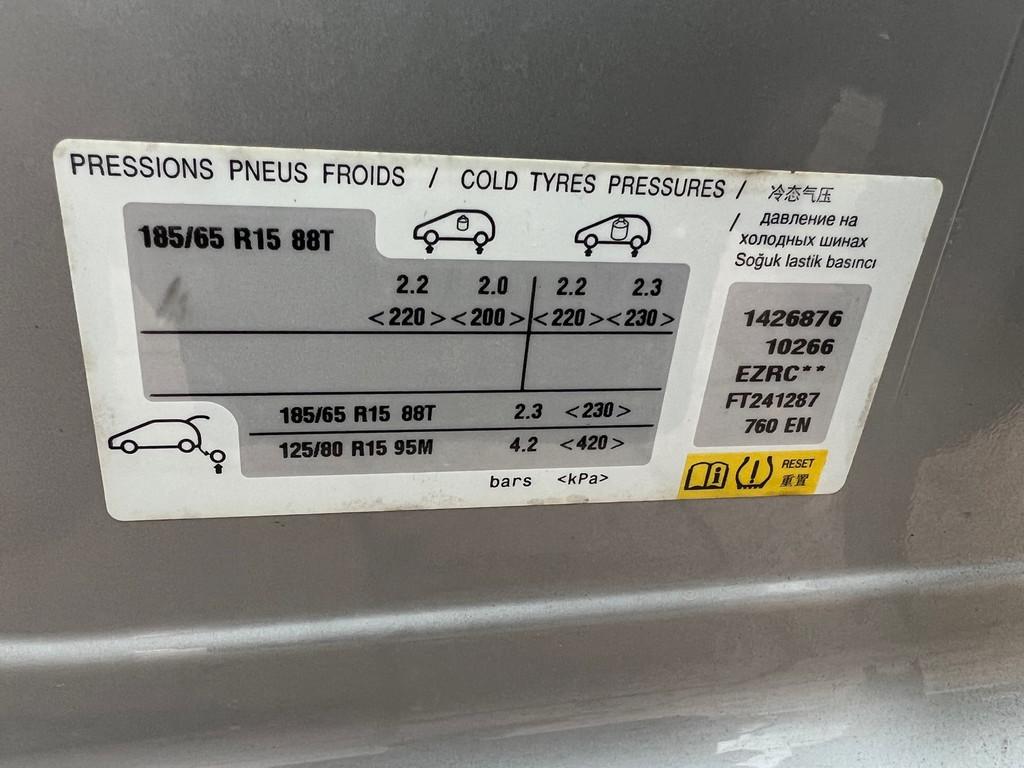 PRESSIONS PNEUS FROIDS / COLD TYRES PRESSURES / 冷态气压
/ давление на
холодных шинах
Soğuk lastik basıncı
185/65 R15 88T
2.2 2.0 2.2 2.3
<220> <200> <220> <230>
185/65 R15 88T 2.3 <230>
125/80 R15 95M 4.2 <420>
bars <kPa>
1426876
10266
EZRC**
FT241287
760 EN
RESET
重置